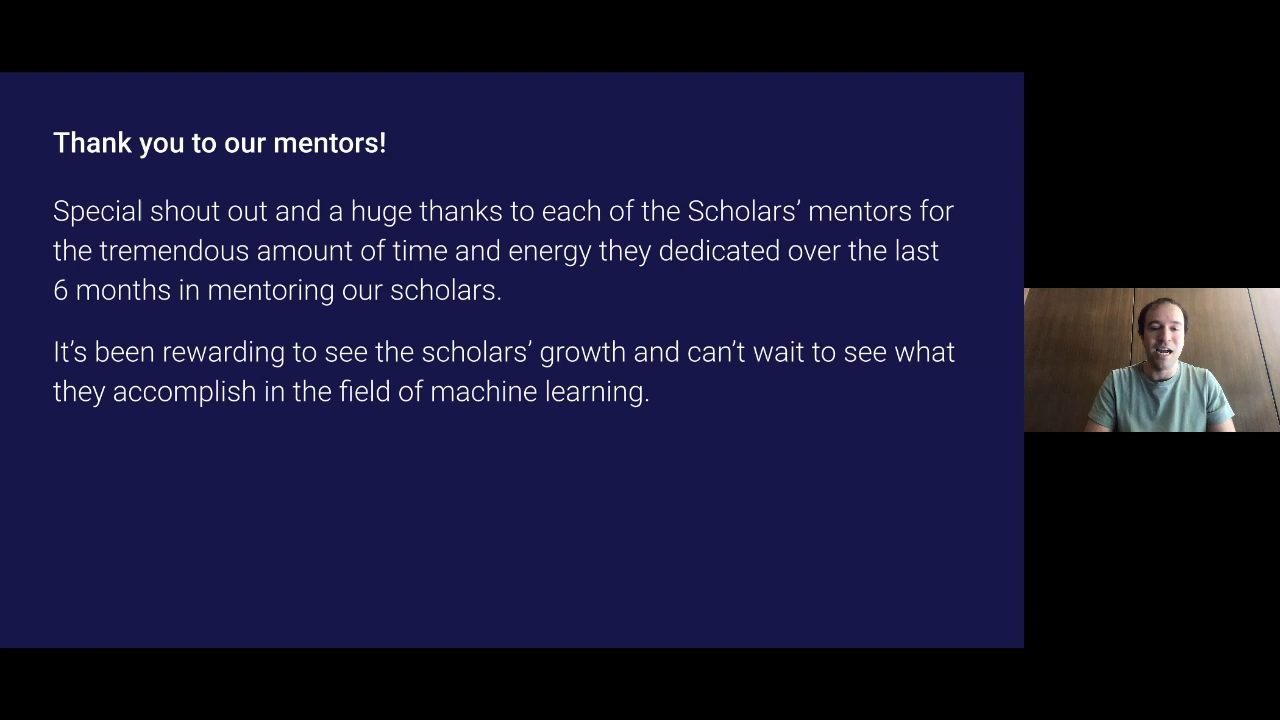 Thank you to our mentors!
Special shout out and a huge thanks to each of the Scholars’ mentors for
the tremendous amount of time and energy they dedicated over the last
6 months in mentoring our scholars.
It’s been rewarding to see the scholars’ growth and can’t wait to see what
they accomplish in the field of machine learning.